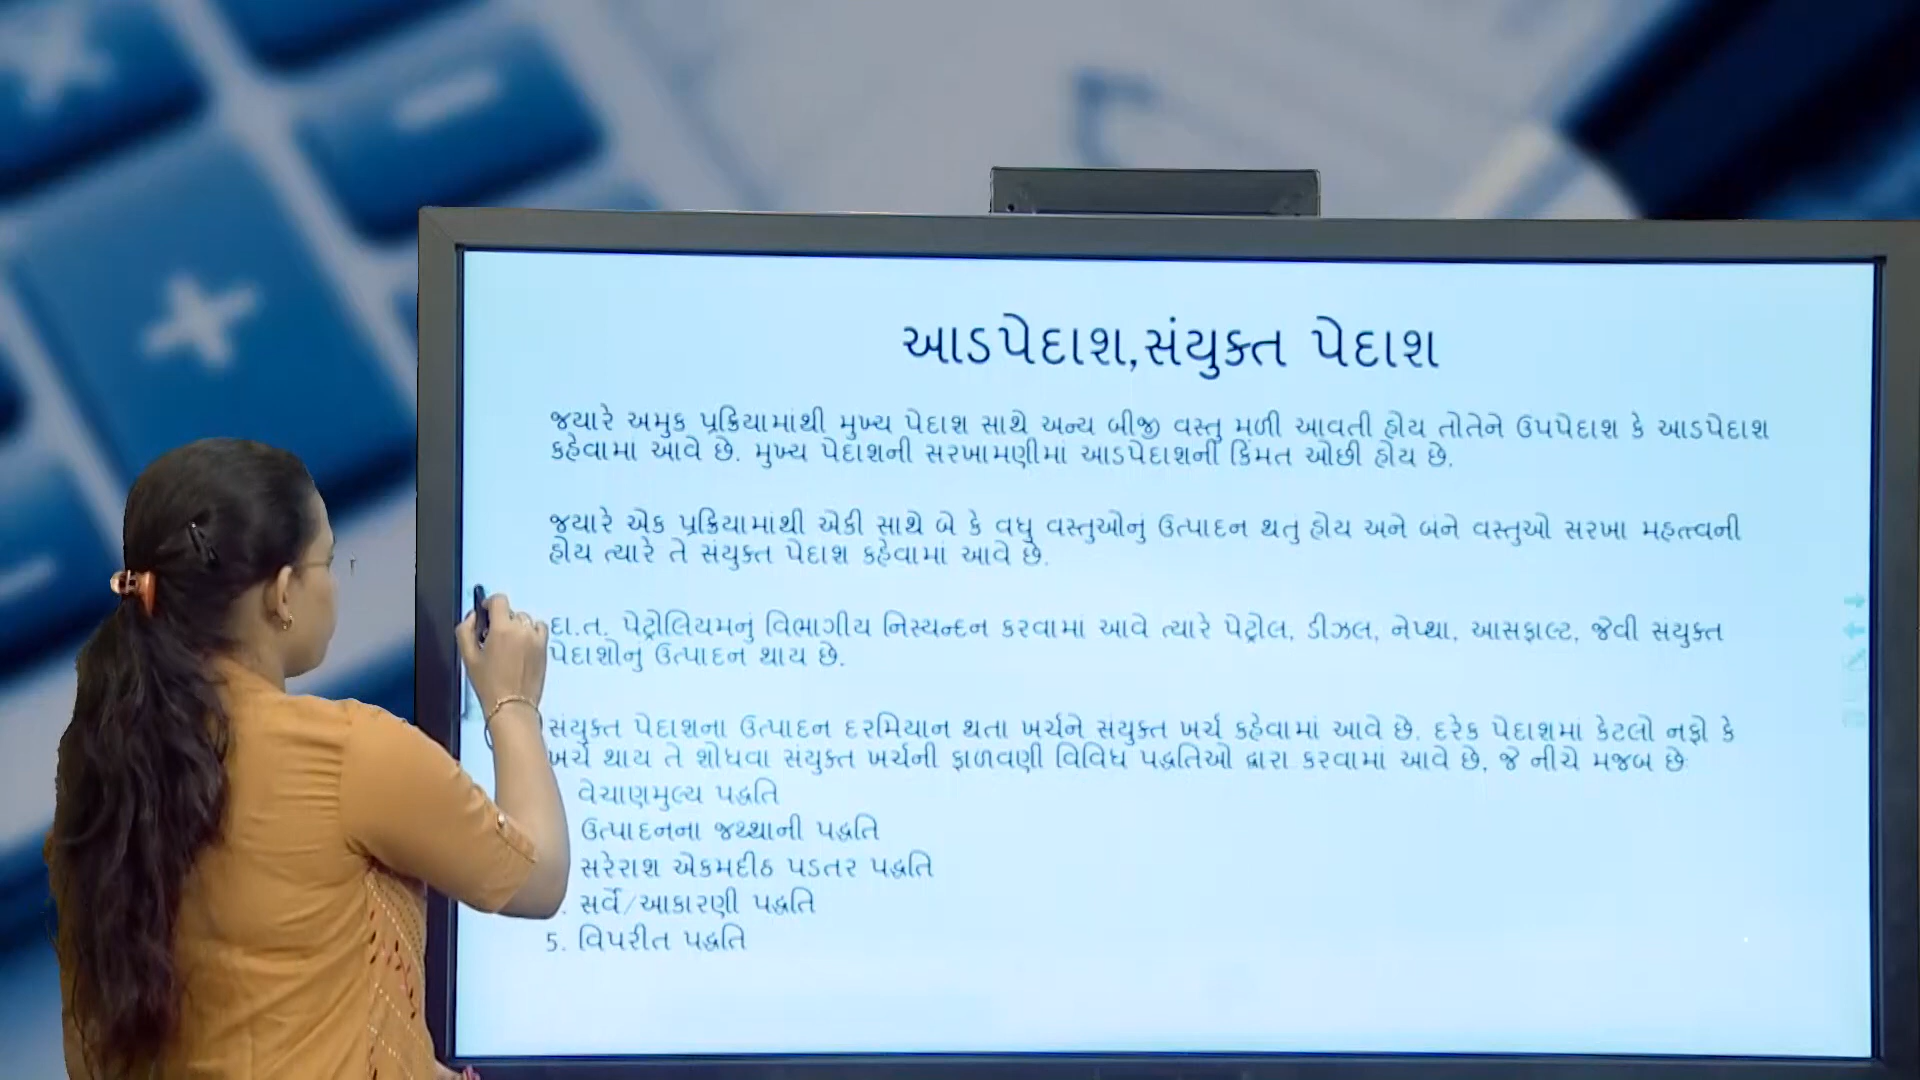 આડપેદાશ,સંયુક્ત પેદાશ
જયારે અમુક પ્રક્રિયામાંથી મુખ્ય પેદાશ સાથે અન્ય બીજી વસ્તુ મળી આવતી હોય તોતેને ઉપપેદાશ કે આડપેદાશ
કહેવામા આવે છે. મુખ્ય પેદાશની સરખામણીમાં આડપેદાશની કિંમત ઓછી હોય છે.
જયારે એક પ્રક્રિયામાંથી એકી સાથે બે કે વધુ વસ્તુઓનું ઉત્પાદન થતું હોય અને બંને વસ્તુઓ સરખા મહત્ત્વની
હોય ત્યારે તે સંયુક્ત પેદાશ કહેવામાં આવે છે.
દા.ત. પેટ્રોલિયમનું વિભાગીય નિસ્યન્દન કરવામાં આવે ત્યારે પેટ્રોલ, ડીઝલ, નેપ્થા, આસફાલ્ટ, જેવી સંયુક્ત
પેદાશોનું ઉત્પાદન થાય છે.
સંયુક્ત પેદાશના ઉત્પાદન દરમિયાન થતા ખર્ચને સંયુક્ત ખર્ચ કહેવામાં આવે છે. દરેક પેદાશમાં કેટલો નફો કે
ખર્ચ થાય તે શોધવા સંયુક્ત ખર્ચની ફાળવણી વિવિધ પદ્ધતિઓ દ્વારા કરવામાં આવે છે, જે નીચે મજબ છે
વેચાણમુલ્ય પદ્ધતિ
ઉત્પાદનના જથ્થાની પદ્ધતિ
સરેરાશ એકમદીઠ પડતર પદ્ધતિ
. સર્વે/આકારણી પદ્ધતિ
5. વિપરીત પદ્ધતિ